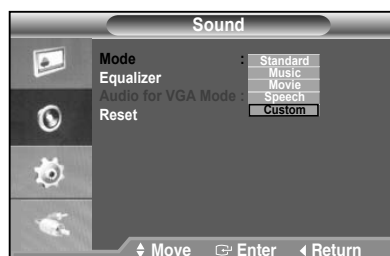 Sound
Mode : Standard
Music
Equalizer
Movie
Audio for VGA Mode : Speech
Reset Custom
Move Enter Return